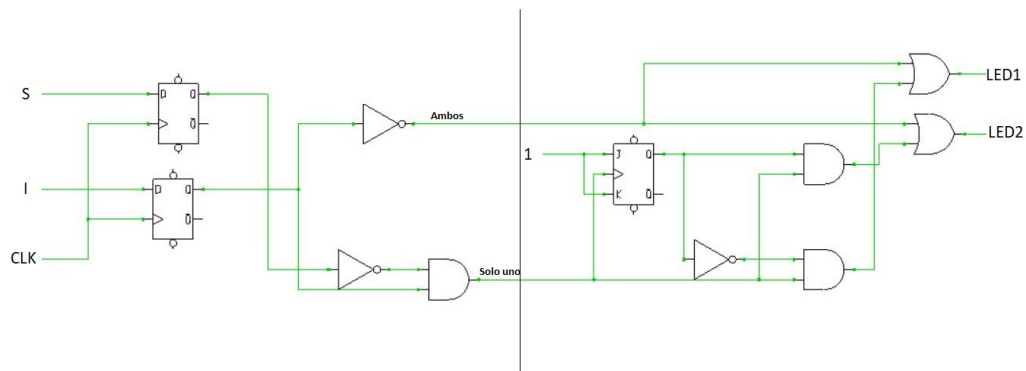 S
D Q
Q
I
D Q
Q
CLK
Ambos
Solo uno
1
J Q
K Q
LED1
LED2